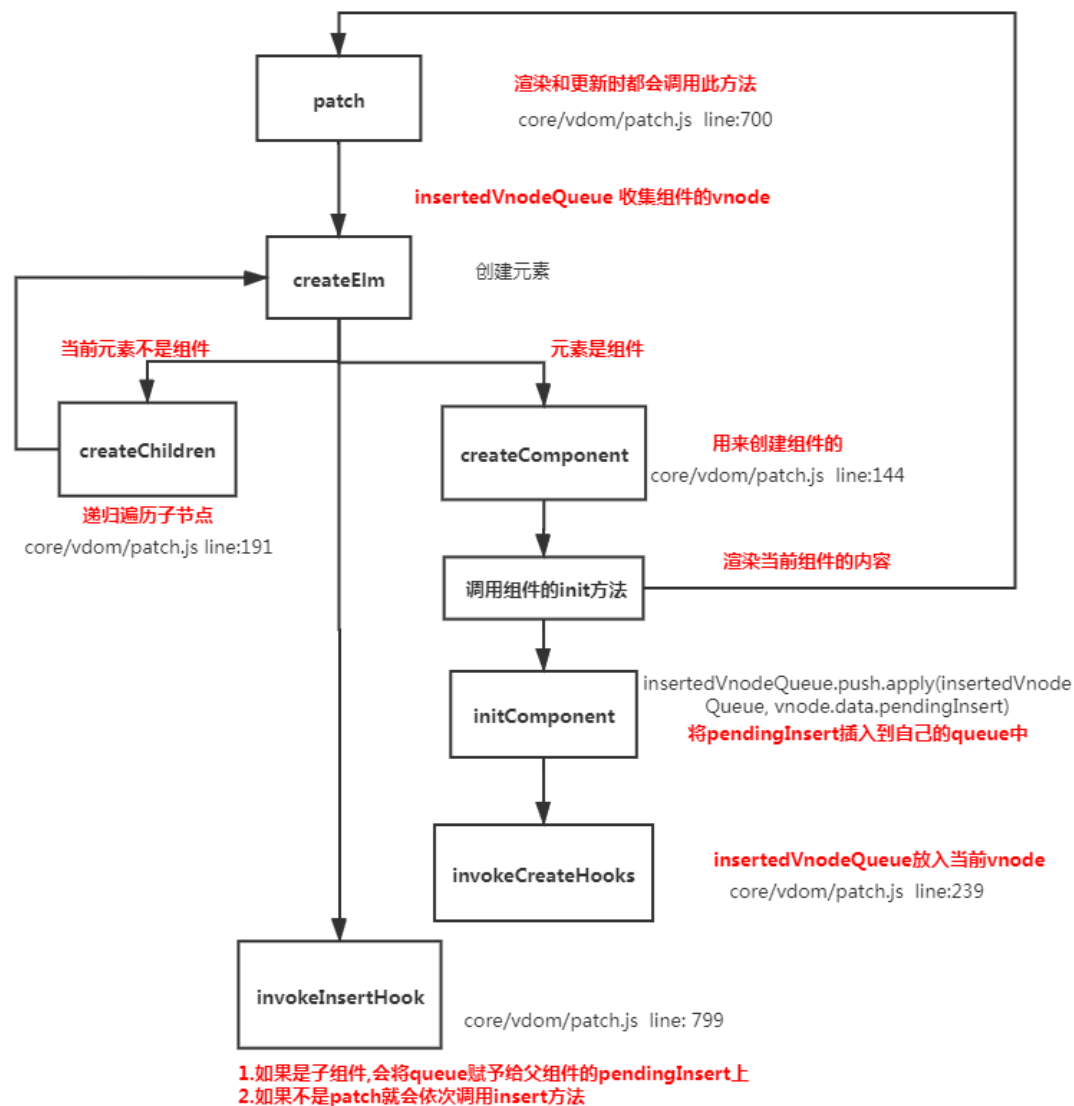 patch
渲染和更新时都会调用此方法
core/vdom/patch.js line:700
insertedVnodeQueue 收集组件的vnode
createElm
创建元素
当前元素不是组件
元素是组件
createChildren
递归遍历子节点
core/vdom/patch.js line:191
createComponent
用来创建组件的
core/vdom/patch.js line:144
调用组件的init方法
渲染当前组件的内容
initComponent
insertedVnodeQueue.push.apply(insertedVnode
Queue, vnode.data.pendingInsert)
将pendingInsert插入到自己的queue中
invokeCreateHooks
insertedVnodeQueue放入当前vnode
core/vdom/patch.js line:239
invokeInsertHook
core/vdom/patch.js line: 799
1.如果是子组件,会将queue赋予给父组件的pendingInsert上
2.如果不是patch就会依次调用insert方法